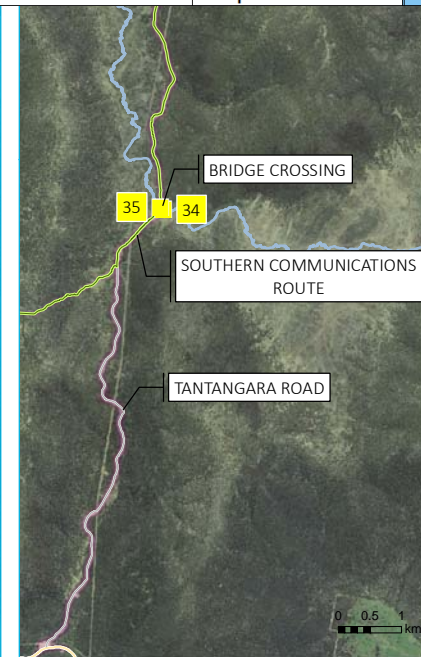 BRIDGE CROSSING
35
34
SOUTHERN COMMUNICATIONS
ROUTE
TANTANGARA ROAD
0 0.5 1
km